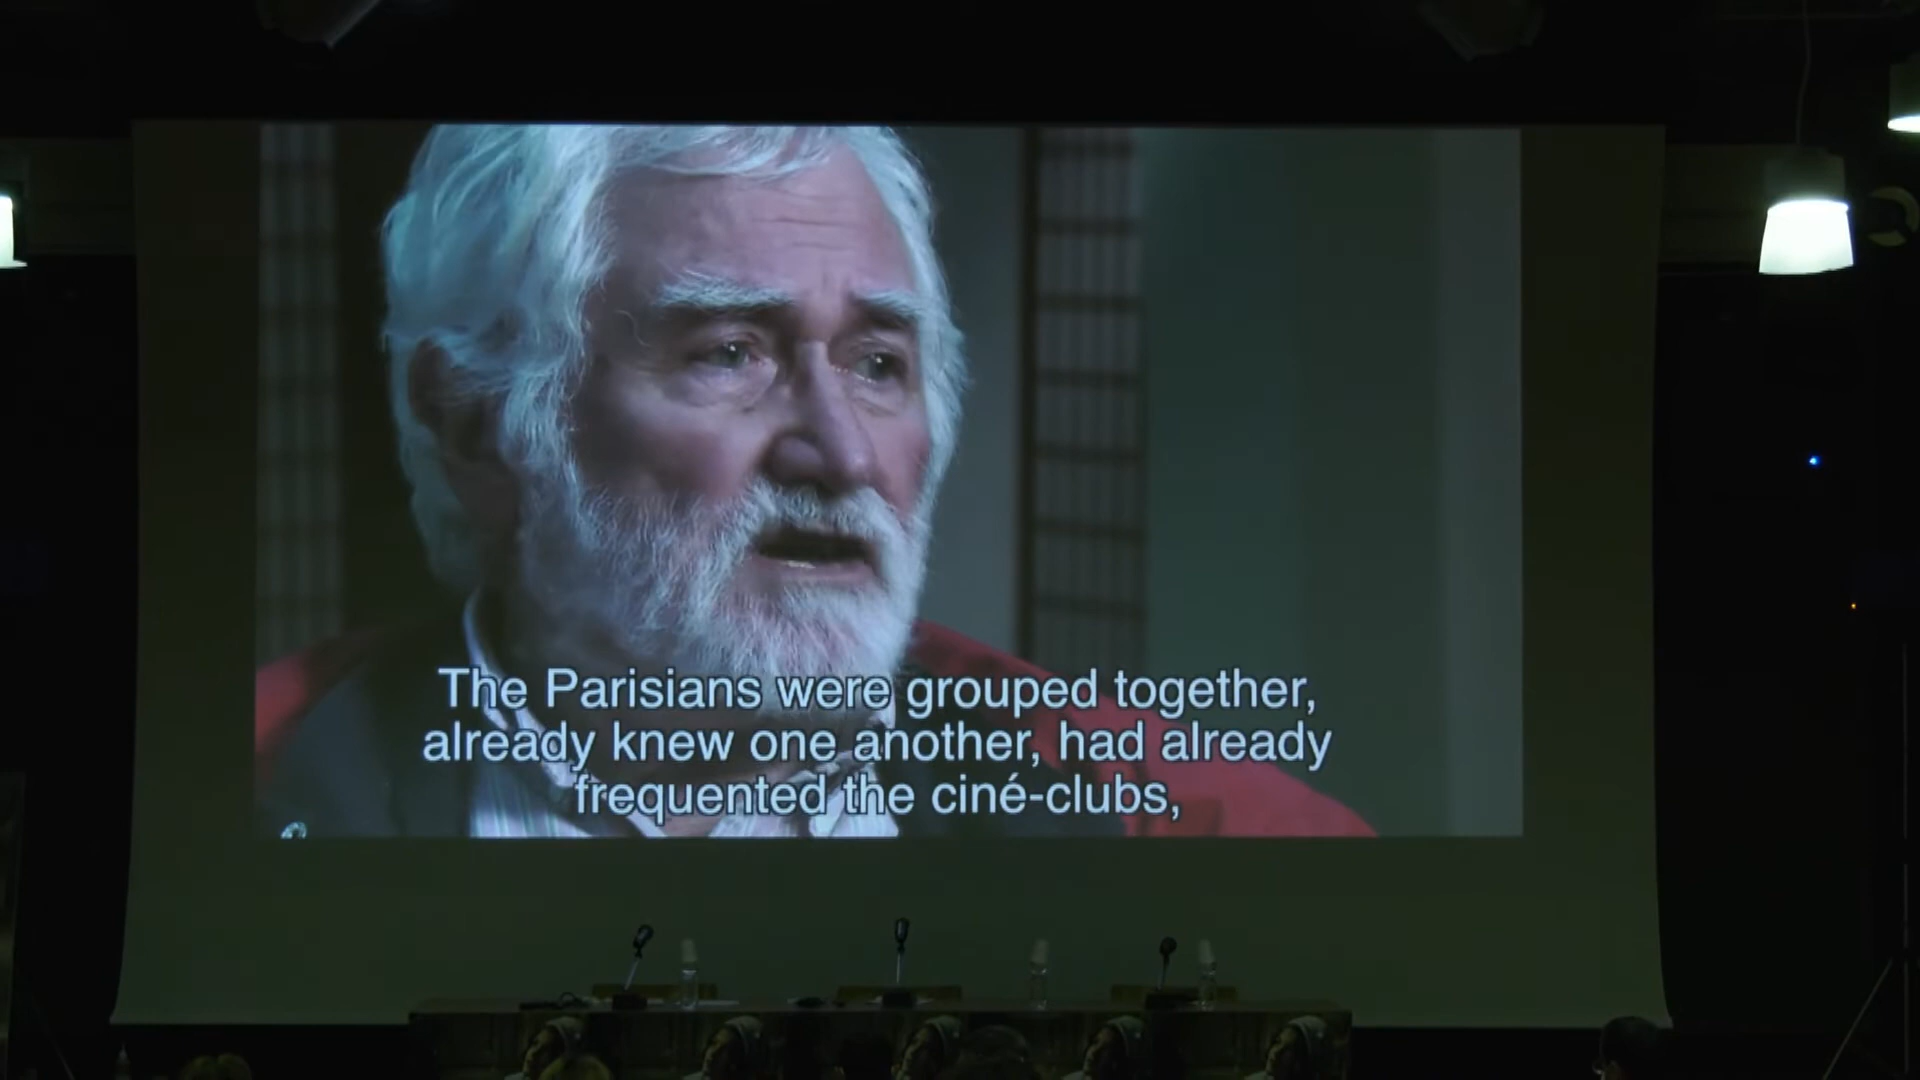 The Parisians were grouped together,
already knew one another, had already
frequented the ciné-clubs,